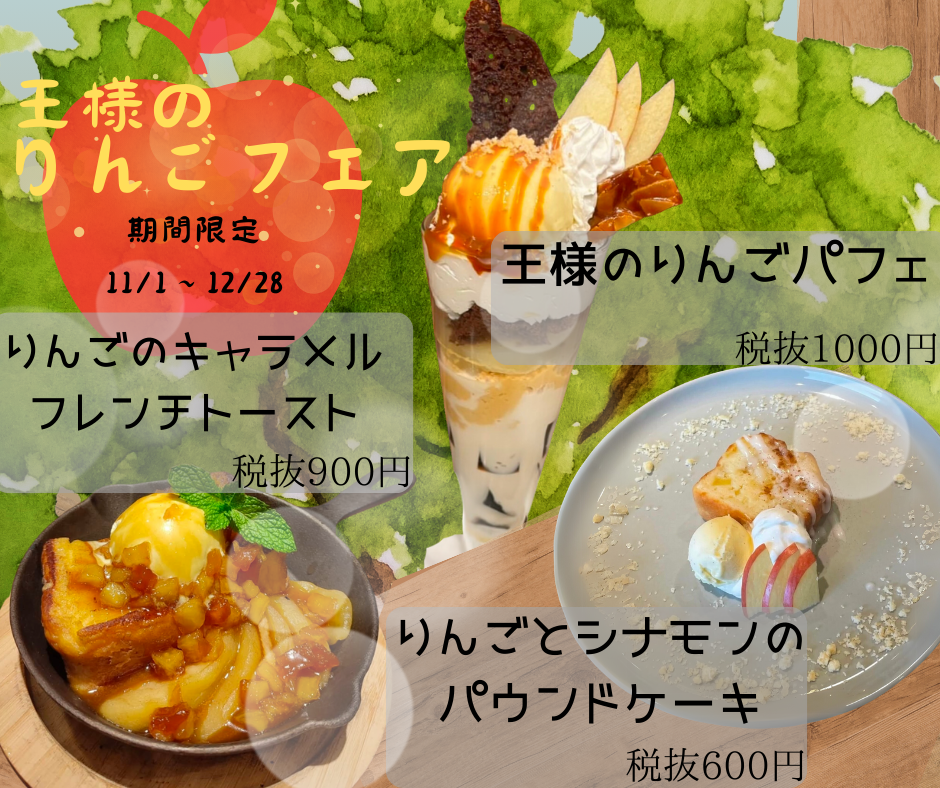 王様の
りんごフェア
期間限定
11/1 ~ 12/28
王様のりんごパフェ
税抜1000円
りんごのキャラメル
フレンチトースト
税抜900円
りんごとシナモンの
パウンドケーキ
税抜600円